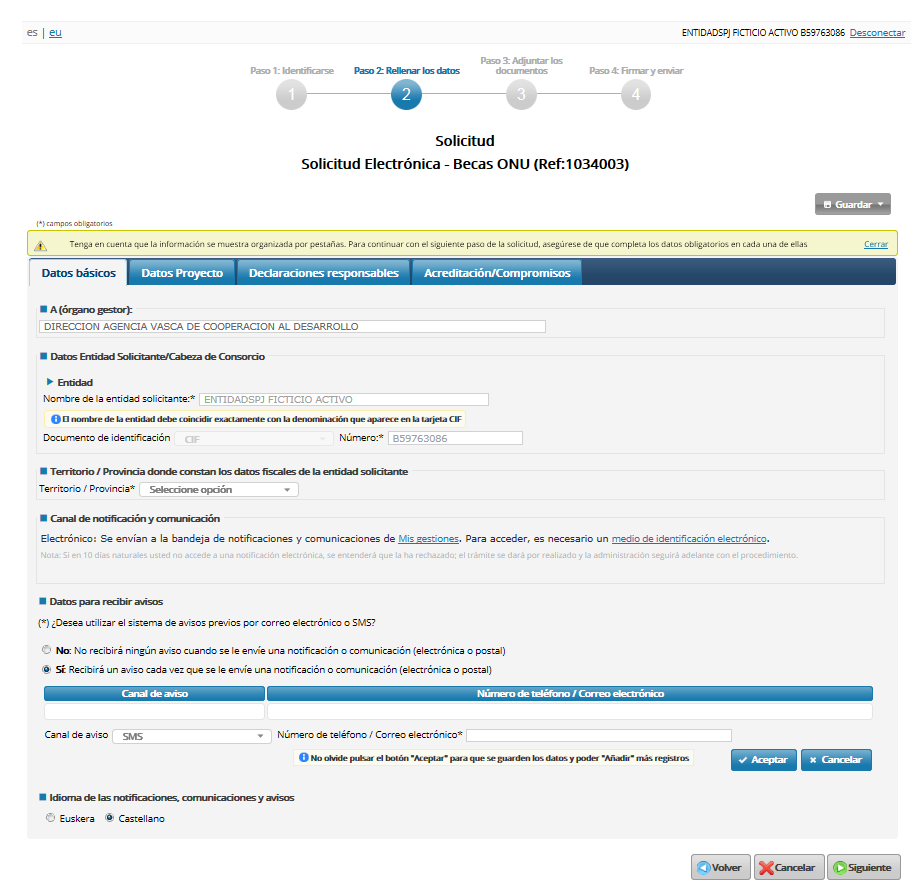 es | eu
ENTIDADSPJ FICTICIO ACTIVO B59763086 Desconectar
Paso 1: Identificarse
Paso 2: Rellenar los datos
Paso 3: Adjuntar los documentos
Paso 4: Firmar y enviar
1
2
3
4
Solicitud
Solicitud Electrónica - Becas ONU (Ref:1034003)
Guardar
(*) campos obligatorios
Tenga en cuenta que la información se muestra organizada por pestañas. Para continuar con el siguiente paso de la solicitud, asegúrese de que completa los datos obligatorios en cada una de ellas
Cerrar
Datos básicos
Datos Proyecto
Declaraciones responsables
Acreditación/Compromisos
A (órgano gestor):
DIRECCION AGENCIA VASCA DE COOPERACION AL DESARROLLO
Datos Entidad Solicitante/Cabeza de Consorcio
Entidad
Nombre de la entidad solicitante:* ENTIDADSPJ FICTICIO ACTIVO
El nombre de la entidad debe coincidir exactamente con la denominación que aparece en la tarjeta CIF
Documento de identificación CIF Número:* B59763086
Territorio / Provincia donde constan los datos fiscales de la entidad solicitante
Territorio / Provincia* Seleccione opción
Canal de notificación y comunicación
Electrónico: Se envían a la bandeja de notificaciones y comunicaciones de Mis gestiones. Para acceder, es necesario un medio de identificación electrónico.
Nota: Si en 10 días naturales usted no accede a una notificación electrónica, se entenderá que la ha rechazado; el trámite se dará por realizado y la administración seguirá adelante con el procedimiento.
Datos para recibir avisos
(*) ¿Desea utilizar el sistema de avisos previos por correo electrónico o SMS?
No: No recibirá ningún aviso cuando se le envíe una notificación o comunicación (electrónica o postal)
Sí: Recibirá un aviso cada vez que se le envíe una notificación o comunicación (electrónica o postal)
Canal de aviso
Número de teléfono / Correo electrónico
Canal de aviso SMS Número de teléfono / Correo electrónico*
No olvide pulsar el botón "Aceptar" para que se guarden los datos y poder "Añadir" más registros
Aceptar
Cancelar
Idioma de las notificaciones, comunicaciones y avisos
Euskera Castellano
Volver
Cancelar
Siguiente